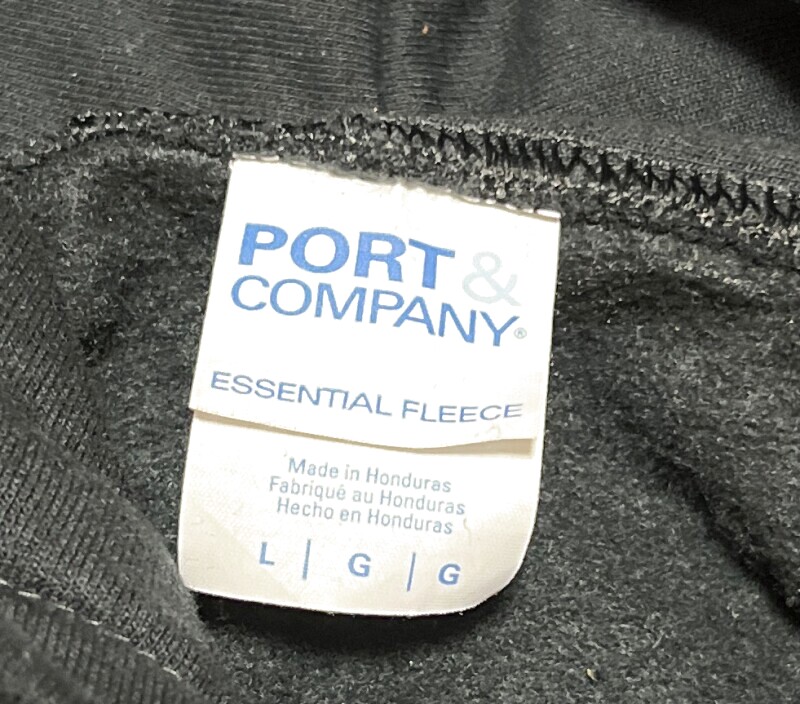 PORT &
COMPANY®
ESSENTIAL FLEECE
Made in Honduras
Fabriqué au Honduras
Hecho en Honduras
L | G | G